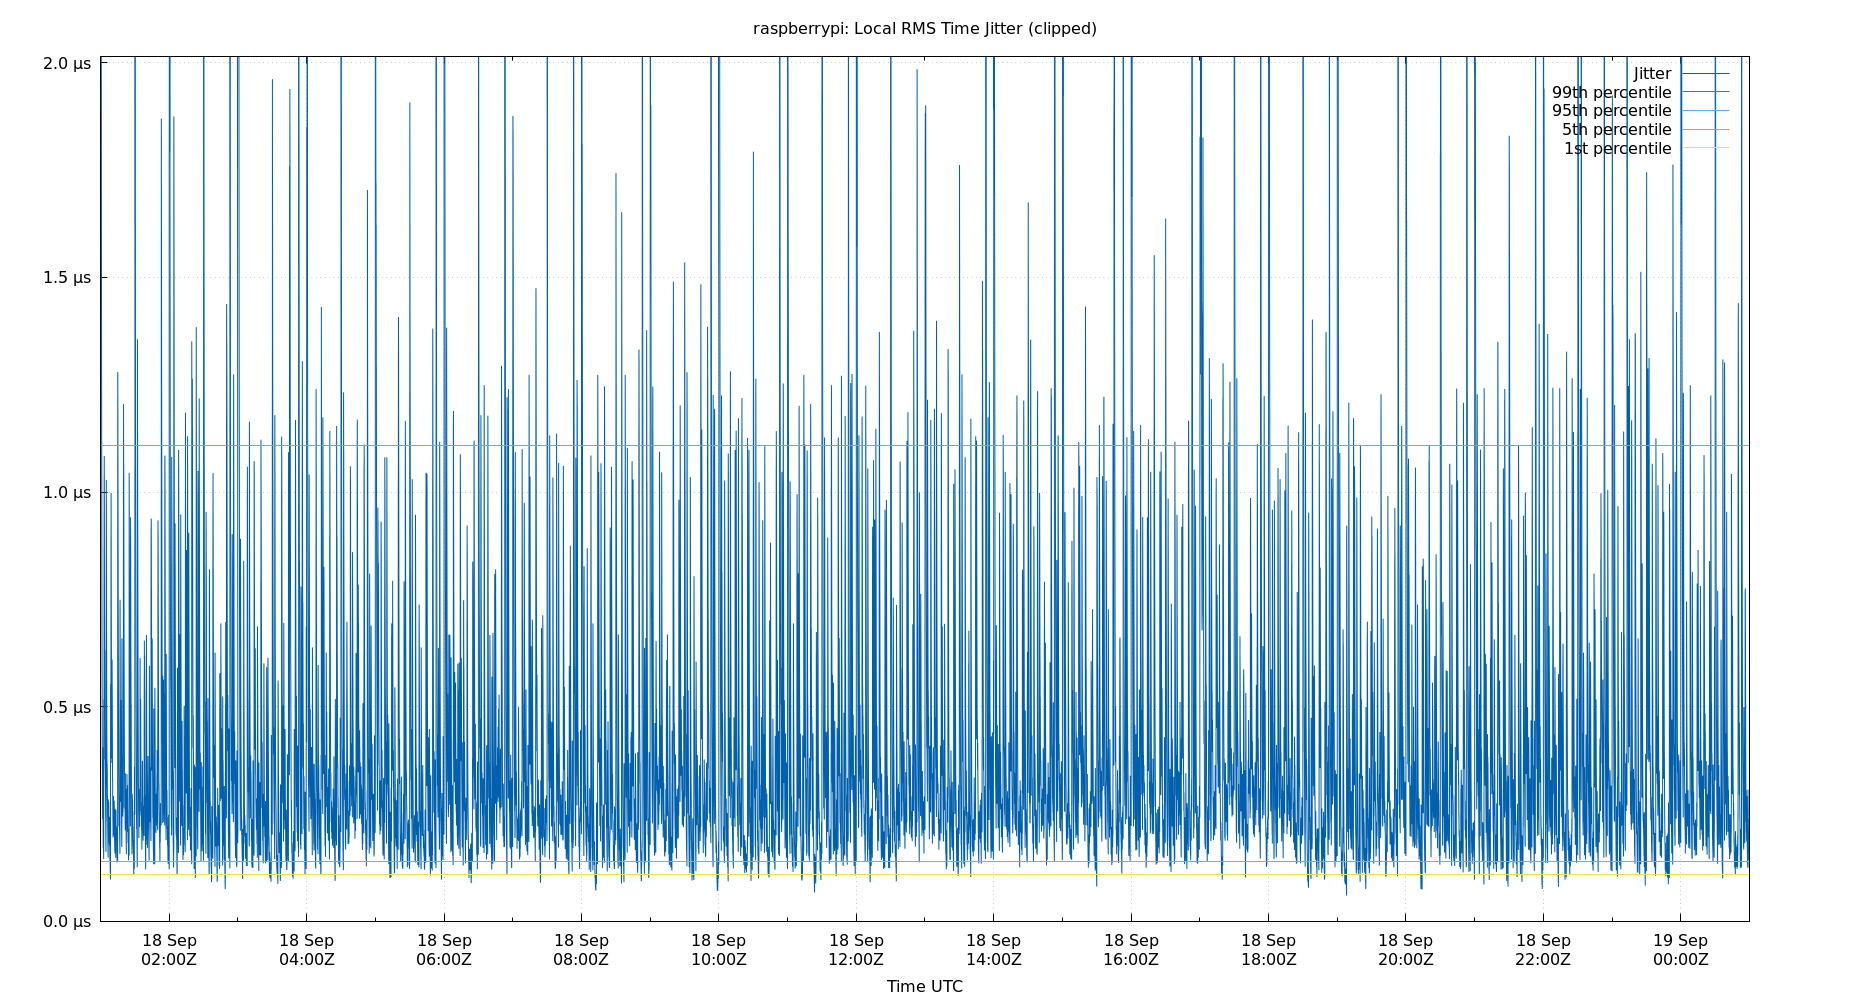 raspberrypi: Local RMS Time Jitter (clipped)
2.0 µs
1.5 µs
1.0 µs
0.5 µs
0.0 µs
Jitter
99th percentile
95th percentile
5th percentile
1st percentile
18 Sep 18 Sep 18 Sep 18 Sep 18 Sep 18 Sep 18 Sep 18 Sep 18 Sep 18 Sep 18 Sep 19 Sep
02:00Z 04:00Z 06:00Z 08:00Z 10:00Z 12:00Z 14:00Z 16:00Z 18:00Z 20:00Z 22:00Z 00:00Z
Time UTC